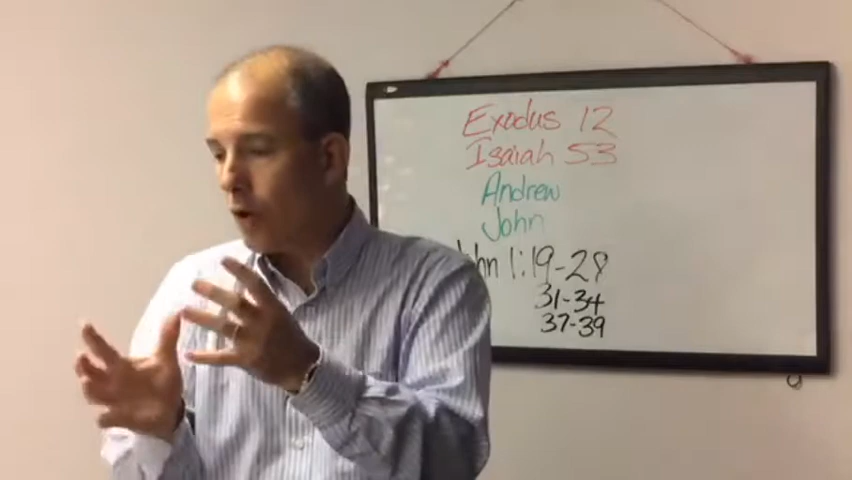 Exodus 12
Isaiah 53
Andrew
John
hn 1:19-28
31-34
37-39